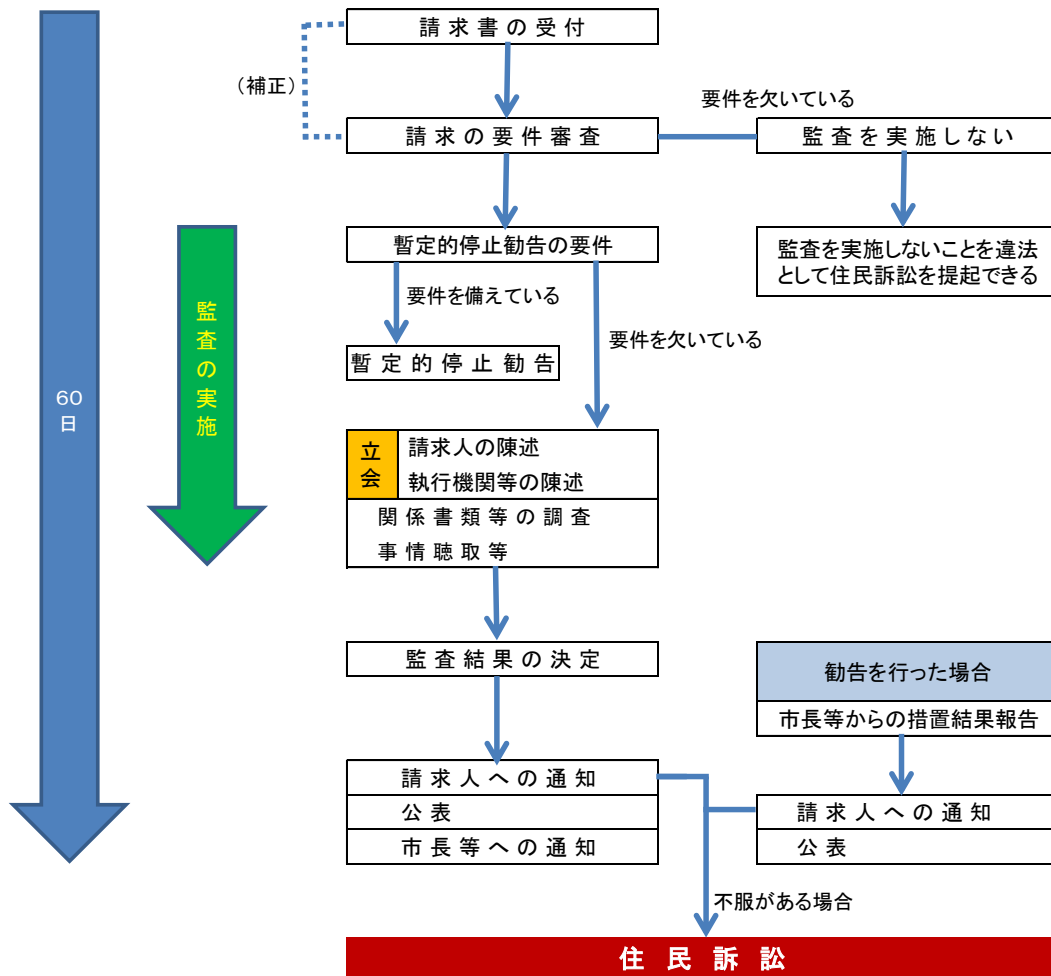 請求書の受付
（補正）
要件を欠いている
請求の要件審査
監査を実施しない
暫定的停止勧告の要件
監査を実施しないことを違法
として住民訴訟を提起できる
要件を備えている
監査の実施
要件を欠いている
暫定的停止勧告
60
日
立会
請求人の陳述
執行機関等の陳述
関係書類等の調査
事情聴取等
監査結果の決定
勧告を行った場合
市長等からの措置結果報告
請求人への通知
公表
市長等への通知
請求人への通知
公表
不服がある場合
住民訴訟